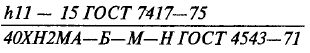 h11 — 15 ГОСТ 7417—75
40ХН2МА—Б—М—Н ГОСТ 4543—71